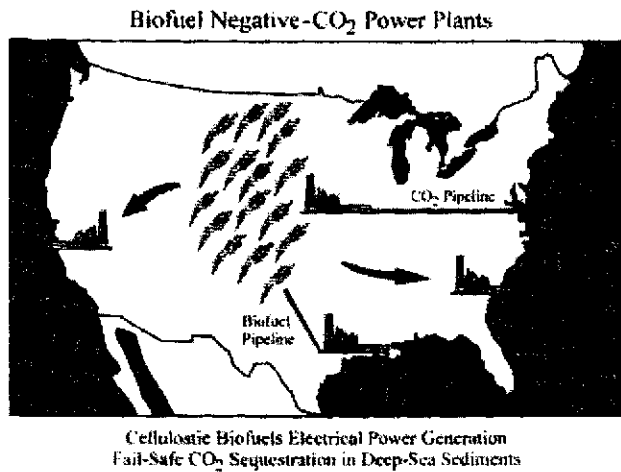 Biofuel Negative-CO₂ Power Plants
CO₂ Pipeline
Biofuel
Pipeline
Cellulostic Biofuels Electrical Power Generation
Fail-Safe CO₂ Sequestration in Deep-Sea Sediments